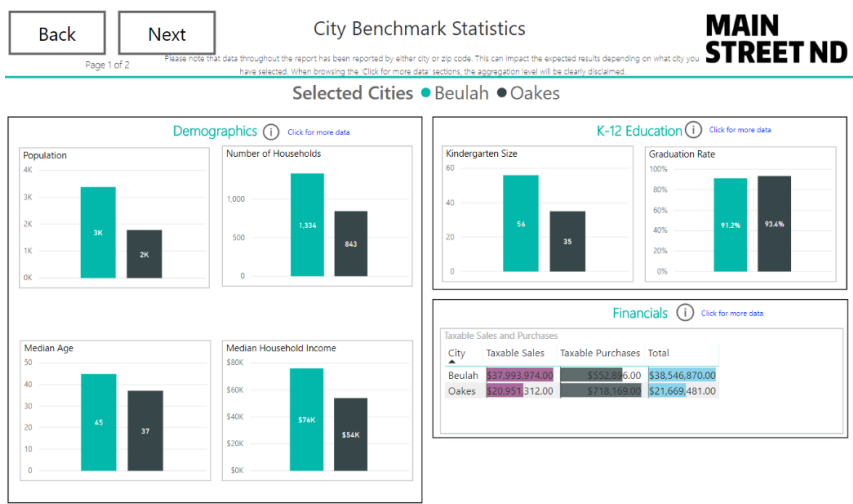 Back
Next
City Benchmark Statistics
MAIN
STREET ND
Page 1 of 2
Please note that data throughout the report has been reported by either city or zip code. This can impact the expected results depending on what city you
have selected. When browsing the 'Click for more data' sections, the aggregation level will be clearly disclaimed.
Selected Cities Beulah Oakes
Demographics i Click for more data
Population
4K
3K
2K
1K
0K
3K
2K
Number of Households
1,000
500
0
1,334
843
Median Age
50
40
30
20
10
0
45
37
Median Household Income
$80K
$60K
$40K
$20K
$0K
$76K
$54K
K-12 Education i Click for more data
Kindergarten Size
60
40
20
0
56
35
Graduation Rate
100%
80%
60%
40%
20%
0%
91.2%
93.4%
Financials i Click for more data
Taxable Sales and Purchases
City Taxable Sales Taxable Purchases Total
Beulah $37,993,974.00 $552,896.00 $38,546,870.00
Oakes $20,951,312.00 $718,169.00 $21,669,481.00